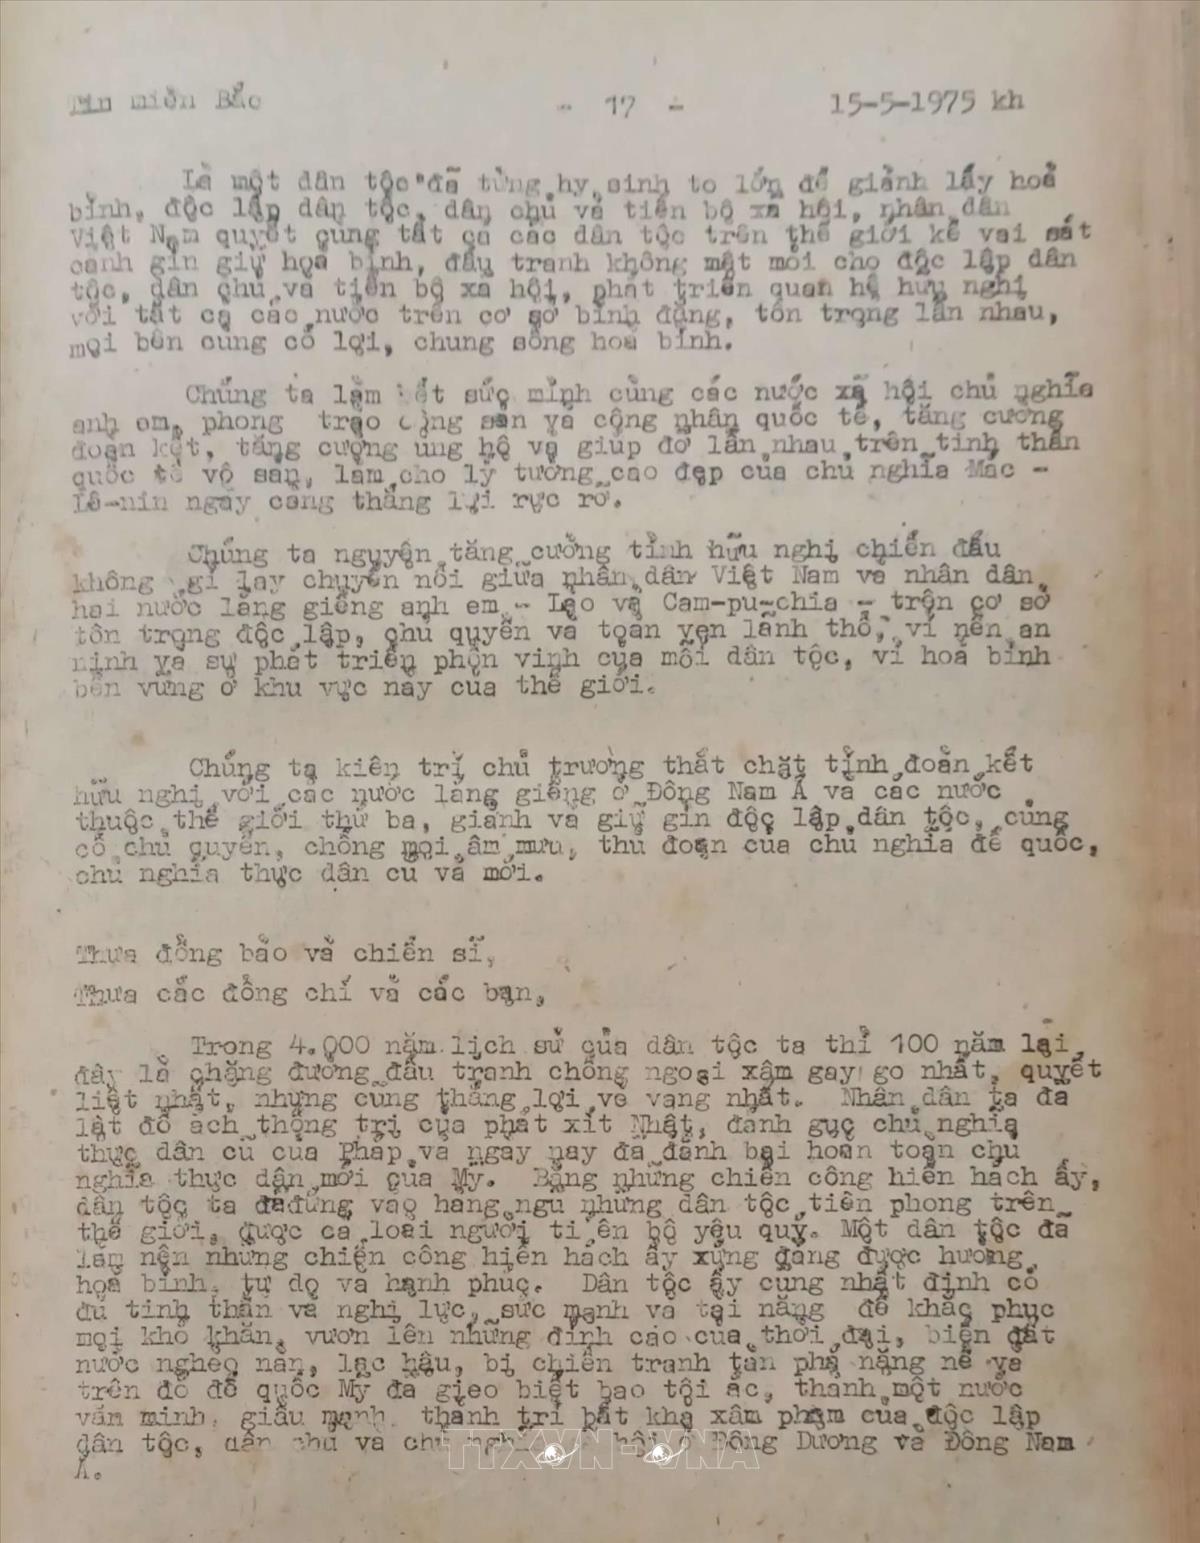 Tin miền Bắc - 17 - 15-5-1975 kh
Là một dân tộc đã từng hy sinh to lớn để giành lấy hoà
bình, độc lập dân tộc, dân chủ và tiến bộ xã hội, nhân dân
Việt Nam quyết cùng tất cả các dân tộc trên thế giới kề vai sát
cánh gìn giữ hoà bình, đấu tranh không mệt mỏi cho độc lập dân
tộc, dân chủ và tiến bộ xã hội, phát triển quan hệ hữu nghị
với tất cả các nước trên cơ sở bình đẳng, tôn trọng lẫn nhau,
mọi bên cùng có lợi, chung sống hoà bình.
Chúng ta làm hết sức mình cùng các nước xã hội chủ nghĩa
anh em, phong trào cộng sản và công nhân quốc tế, tăng cường
đoàn kết, tăng cường ủng hộ và giúp đỡ lẫn nhau trên tinh thần
quốc tế vô sản, làm cho lý tưởng cao đẹp của chủ nghĩa Mác -
Lê-nin ngày càng thắng lợi rực rỡ.
Chúng ta nguyện tăng cường tình hữu nghị chiến đấu
không gì lay chuyển nổi giữa nhân dân Việt Nam và nhân dân
hai nước láng giềng anh em - Lào và Cam-pu-chia - trên cơ sở
tôn trọng độc lập, chủ quyền và toàn vẹn lãnh thổ, vì nền an
ninh và sự phát triển phồn vinh của mỗi dân tộc, vì hoà bình
bền vững ở khu vực này của thế giới.
Chúng ta kiên trì chủ trương thắt chặt tình đoàn kết
hữu nghị với các nước láng giềng ở Đông Nam Á và các nước
thuộc thế giới thứ ba, giành và giữ gìn độc lập dân tộc, củng
cố chủ quyền, chống mọi âm mưu, thủ đoạn của chủ nghĩa đế quốc,
chủ nghĩa thực dân cũ và mới.
Thưa đồng bào và chiến sĩ,
Thưa các đồng chí và các bạn,
Trong 4.000 năm lịch sử của dân tộc ta thì 100 năm lại
đây là chặng đường đấu tranh chống ngoại xâm gay go nhất, quyết
liệt nhất, nhưng cũng thắng lợi vẻ vang nhất. Nhân dân ta đã
lật đổ ách thống trị của phát xít Nhật, đánh gục chủ nghĩa
thực dân cũ của Pháp và ngày nay đã đánh bại hoàn toàn chủ
nghĩa thực dân mới của Mỹ. Bằng những chiến công hiển hách ấy,
dân tộc ta đã đứng vào hàng ngũ những dân tộc tiên phong trên
thế giới, được cả loài người tiến bộ yêu quý. Một dân tộc đã
làm nên những chiến công hiển hách ấy xứng đáng được hưởng
hoà bình, tự do và hạnh phúc. Dân tộc ấy cũng nhất định có
đủ tinh thần và nghị lực, sức mạnh và tài năng để khắc phục
mọi khó khăn, vươn lên những đỉnh cao của thời đại, biến đất
nước nghèo nàn, lạc hậu, bị chiến tranh tàn phá nặng nề và
trên đó đế quốc Mỹ đã gieo biết bao tội ác, thành một nước
văn minh, giầu mạnh, thành trì bất khả xâm phạm của độc lập
dân tộc, dân chủ và chủ nghĩa xã hội ở Đông Dương và Đông Nam
Á.
TTXVN-VNA